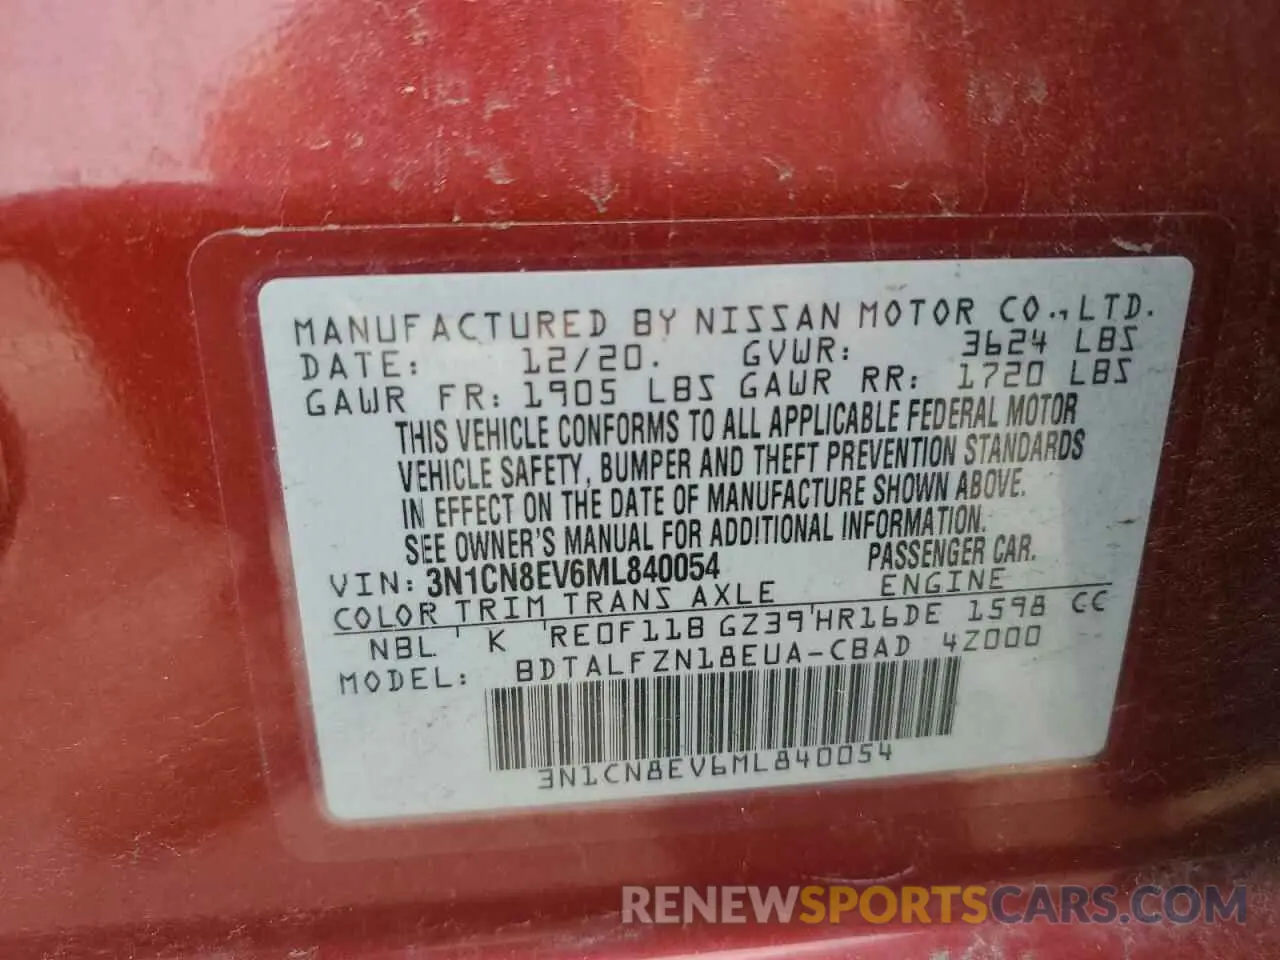 MANUFACTURED BY NISSAN MOTOR CO.,LTD.
DATE: 12/20. GVWR: 3624 LBS
GAWR FR: 1905 LBS GAWR RR: 1720 LBS
THIS VEHICLE CONFORMS TO ALL APPLICABLE FEDERAL MOTOR
VEHICLE SAFETY, BUMPER AND THEFT PREVENTION STANDARDS
IN EFFECT ON THE DATE OF MANUFACTURE SHOWN ABOVE.
SEE OWNER'S MANUAL FOR ADDITIONAL INFORMATION.
VIN: 3N1CN8EV6ML840054 PASSENGER CAR.
COLOR TRIM TRANS AXLE ENGINE
NBL K RE0F11B GZ39 HR16DE 1598 CC
MODEL: BDTALFZN18EUA-CBAD 4Z000
3N1CN8EV6ML840054
RENEWSPORTSCARS.COM